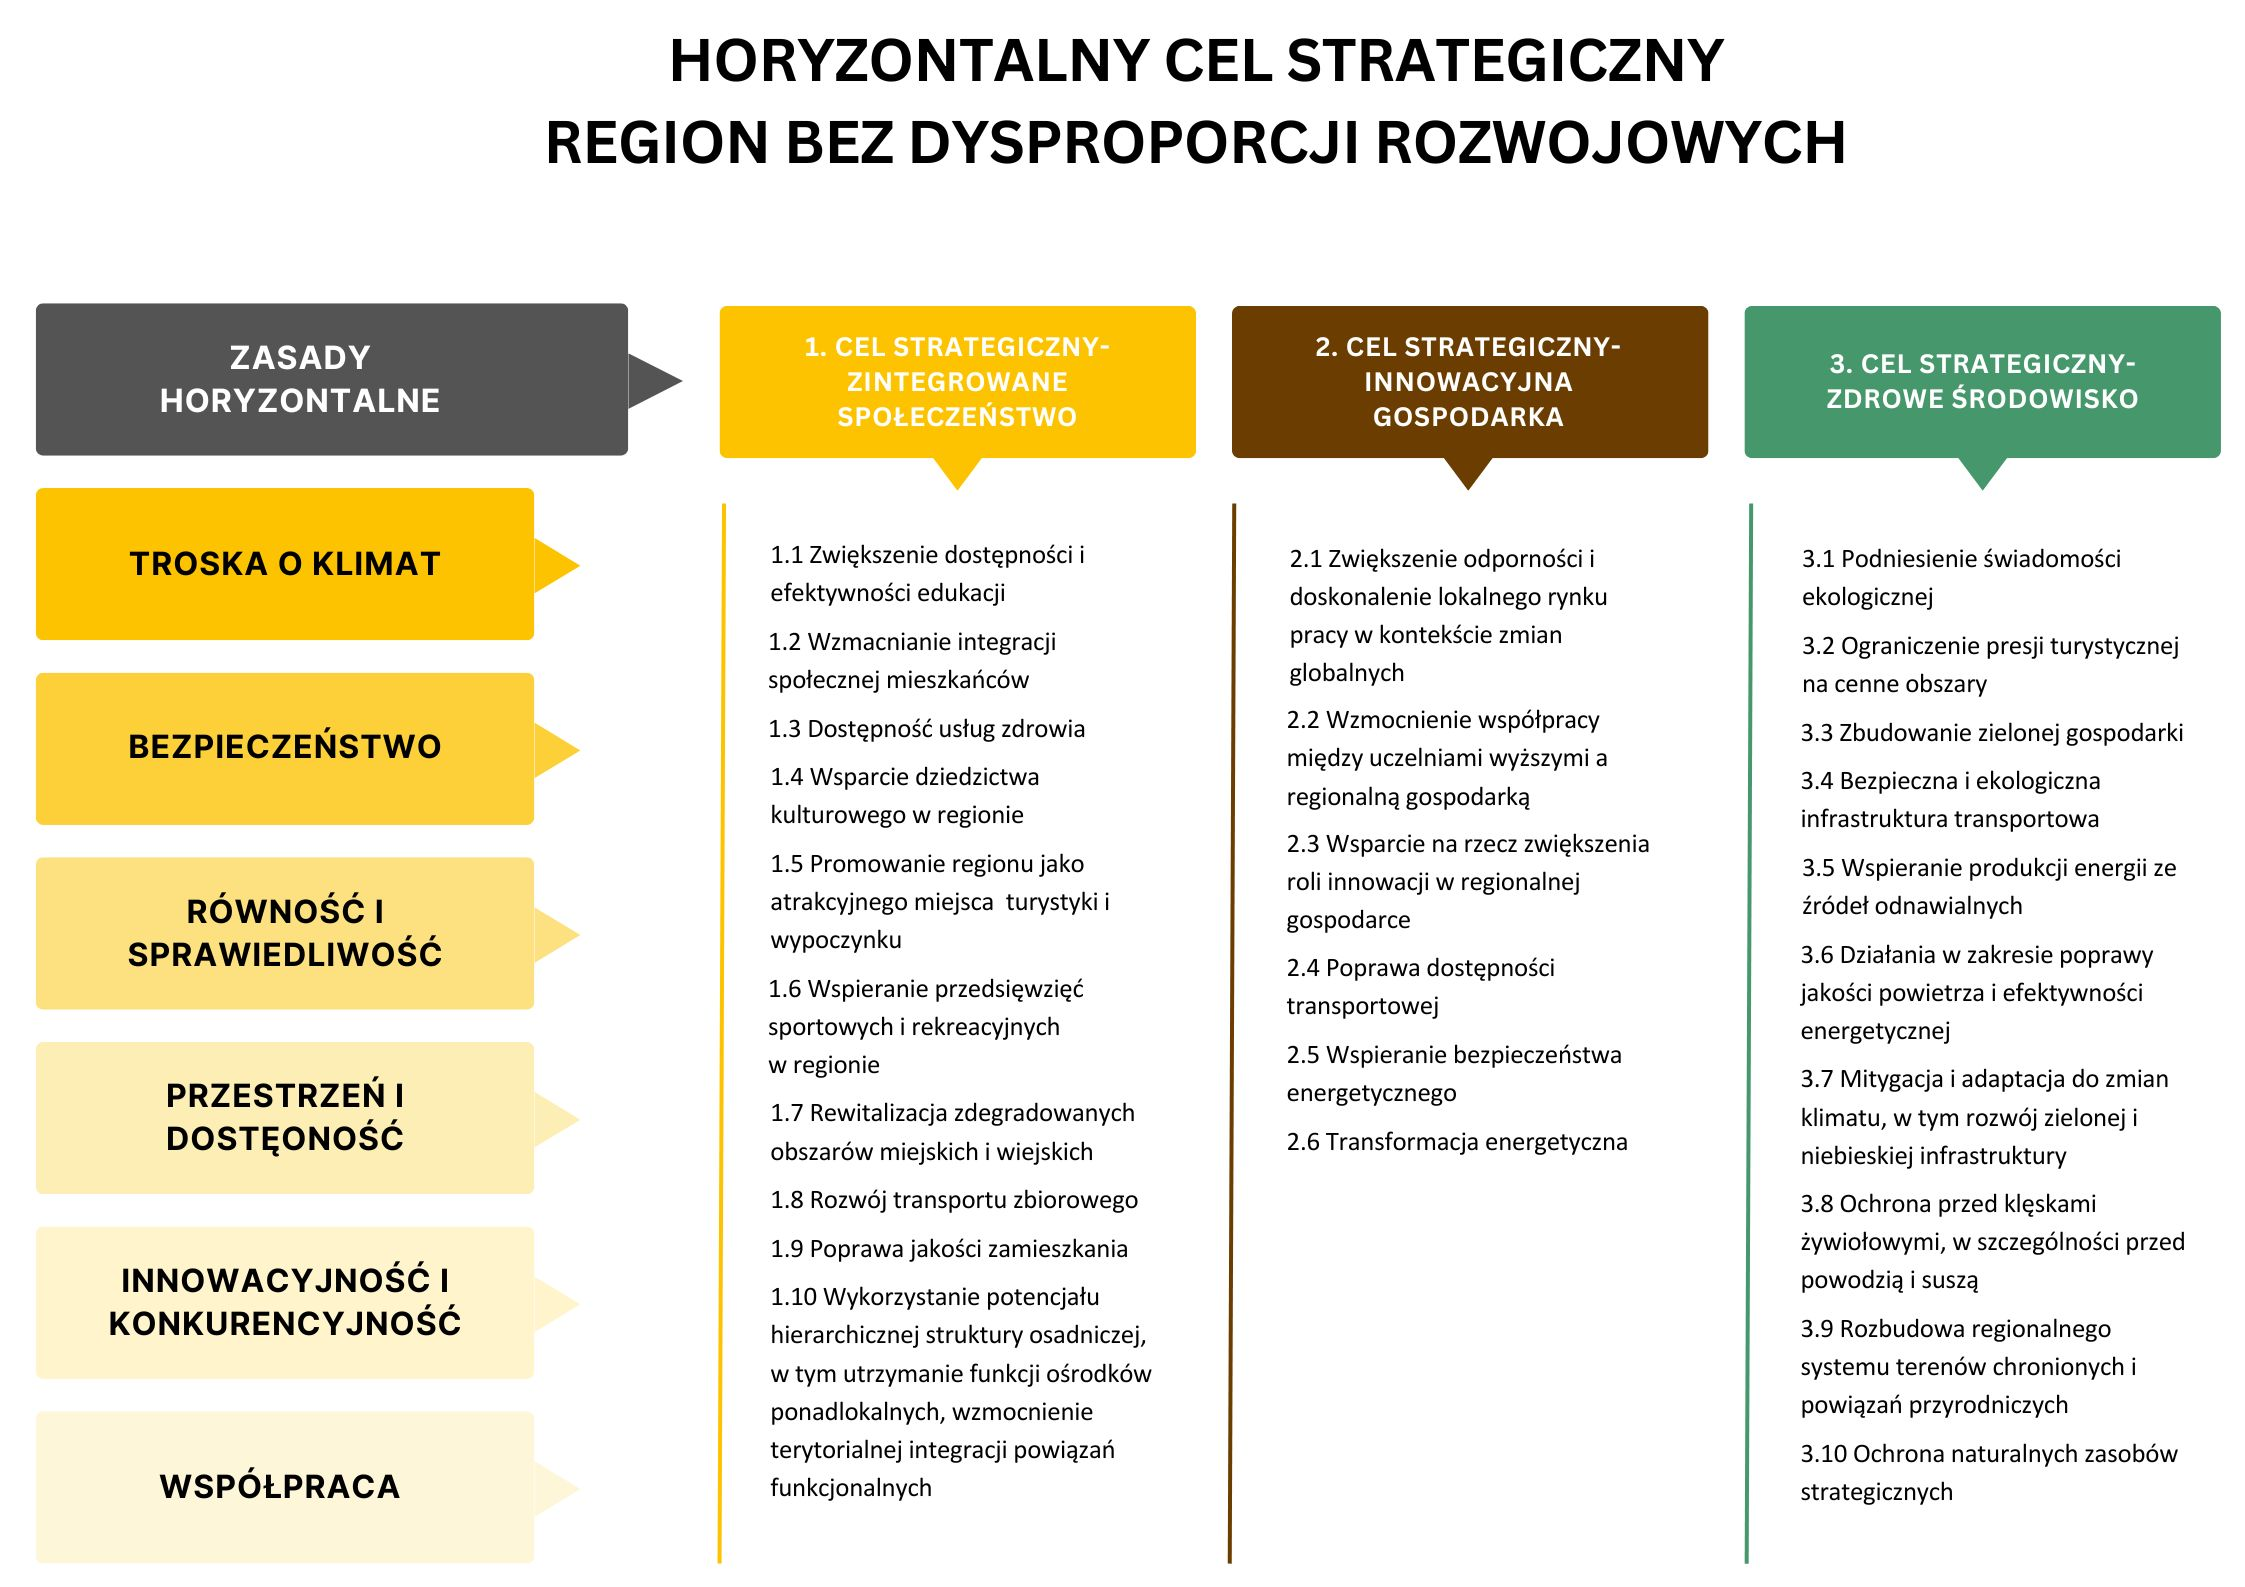 HORYZONTALNY CEL STRATEGICZNY
REGION BEZ DYSPROPORCJI ROZWOJOWYCH
ZASADY
HORYZONTALNE
TROSKA O KLIMAT
BEZPIECZEŃSTWO
RÓWNOŚĆ I
SPRAWIEDLIWOŚĆ
PRZESTRZEŃ I
DOSTĘONOŚĆ
INNOWACYJNOŚĆ I
KONKURENCYJNOŚĆ
WSPÓŁPRACA
1. CEL STRATEGICZNY-
ZINTEGROWANE
SPOŁECZEŃSTWO
1.1 Zwiększenie dostępności i
efektywności edukacji
1.2 Wzmacnianie integracji
społecznej mieszkańców
1.3 Dostępność usług zdrowia
1.4 Wsparcie dziedzictwa
kulturowego w regionie
1.5 Promowanie regionu jako
atrakcyjnego miejsca  turystyki i
wypoczynku
1.6 Wspieranie przedsięwzięć
sportowych i rekreacyjnych
w regionie
1.7 Rewitalizacja zdegradowanych
obszarów miejskich i wiejskich
1.8 Rozwój transportu zbiorowego
1.9 Poprawa jakości zamieszkania
1.10 Wykorzystanie potencjału
hierarchicznej struktury osadniczej,
w tym utrzymanie funkcji ośrodków
ponadlokalnych, wzmocnienie
terytorialnej integracji powiązań
funkcjonalnych
2. CEL STRATEGICZNY-
INNOWACYJNA
GOSPODARKA
2.1 Zwiększenie odporności i
doskonalenie lokalnego rynku
pracy w kontekście zmian
globalnych
2.2 Wzmocnienie współpracy
między uczelniami wyższymi a
regionalną gospodarką
2.3 Wsparcie na rzecz zwiększenia
roli innowacji w regionalnej
gospodarce
2.4 Poprawa dostępności
transportowej
2.5 Wspieranie bezpieczeństwa
energetycznego
2.6 Transformacja energetyczna
3. CEL STRATEGICZNY-
ZDROWE ŚRODOWISKO
3.1 Podniesienie świadomości
ekologicznej
3.2 Ograniczenie presji turystycznej
na cenne obszary
3.3 Zbudowanie zielonej gospodarki
3.4 Bezpieczna i ekologiczna
infrastruktura transportowa
3.5 Wspieranie produkcji energii ze
źródeł odnawialnych
3.6 Działania w zakresie poprawy
jakości powietrza i efektywności
energetycznej
3.7 Mitygacja i adaptacja do zmian
klimatu, w tym rozwój zielonej i
niebieskiej infrastruktury
3.8 Ochrona przed klęskami
żywiołowymi, w szczególności przed
powodzią i suszą
3.9 Rozbudowa regionalnego
systemu terenów chronionych i
powiązań przyrodniczych
3.10 Ochrona naturalnych zasobów
strategicznych